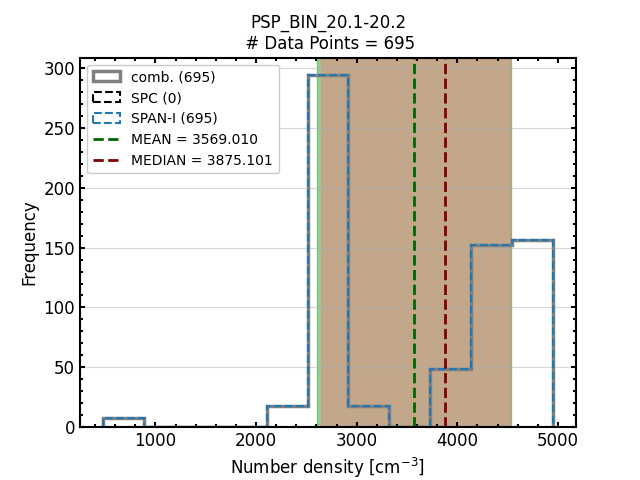 PSP_BIN_20.1-20.2
# Data Points = 695
comb. (695)
SPC (0)
SPAN-I (695)
MEAN = 3569.010
MEDIAN = 3875.101
300
250
200
150
100
50
0
Frequency
1000 2000 3000 4000 5000
Number density [cm⁻³]